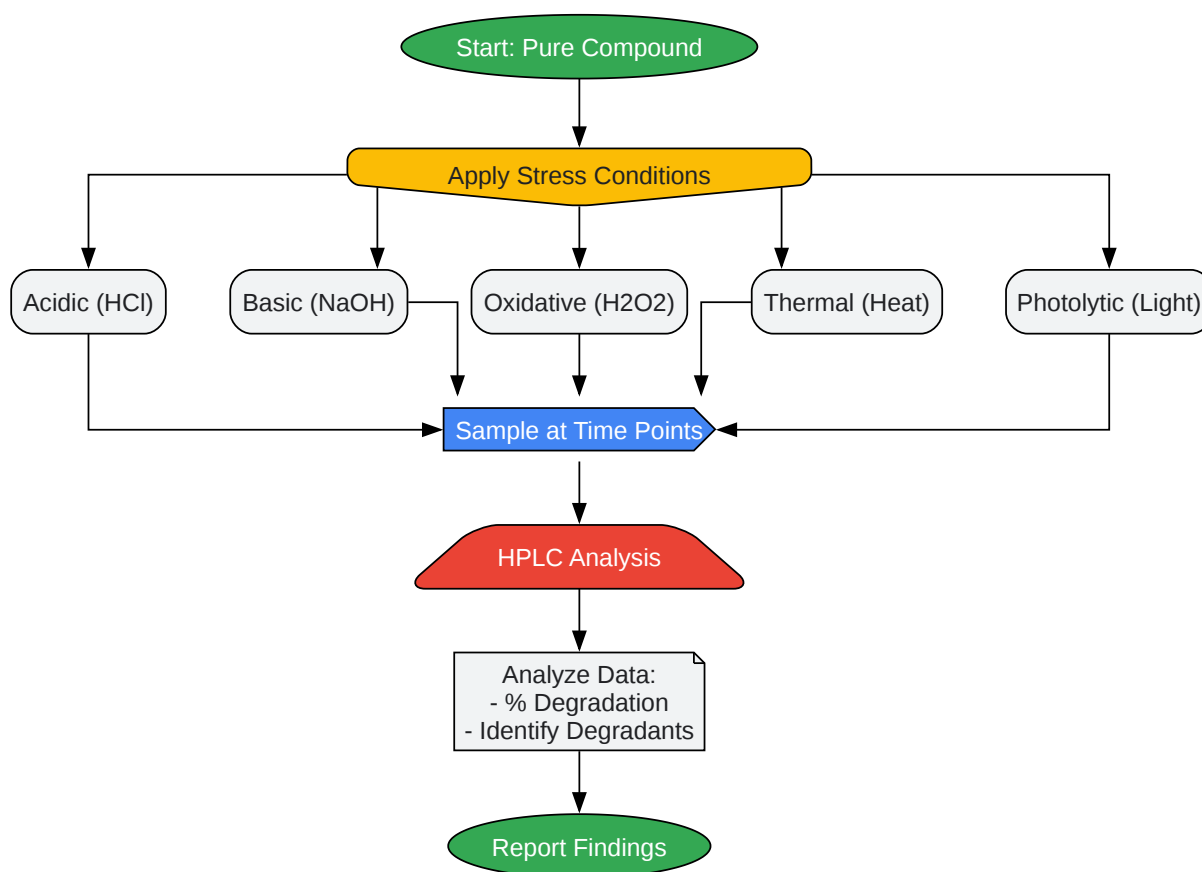 Start: Pure Compound
Apply Stress Conditions
Acidic (HCl)
Basic (NaOH)
Oxidative (H2O2)
Thermal (Heat)
Photolytic (Light)
Sample at Time Points
HPLC Analysis
Analyze Data:
- % Degradation
- Identify Degradants
Report Findings